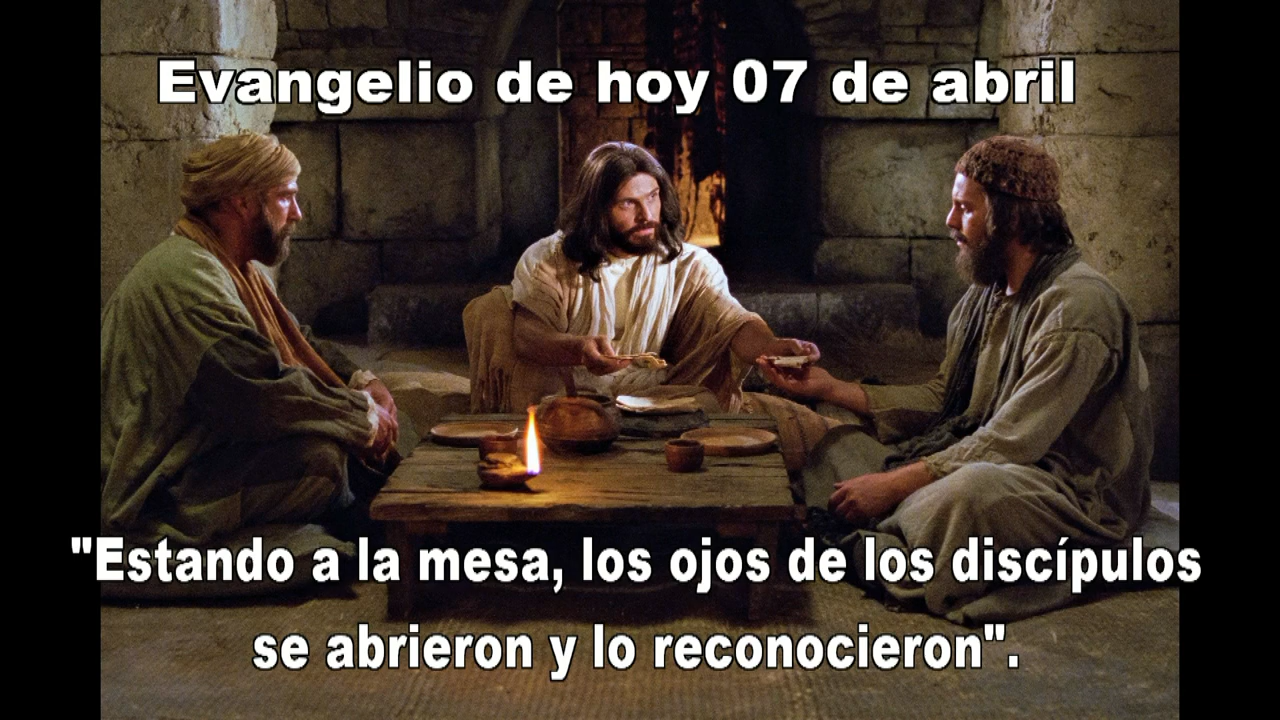 Evangelio de hoy 07 de abril
"Estando a la mesa, los ojos de los discípulos
se abrieron y lo reconocieron".